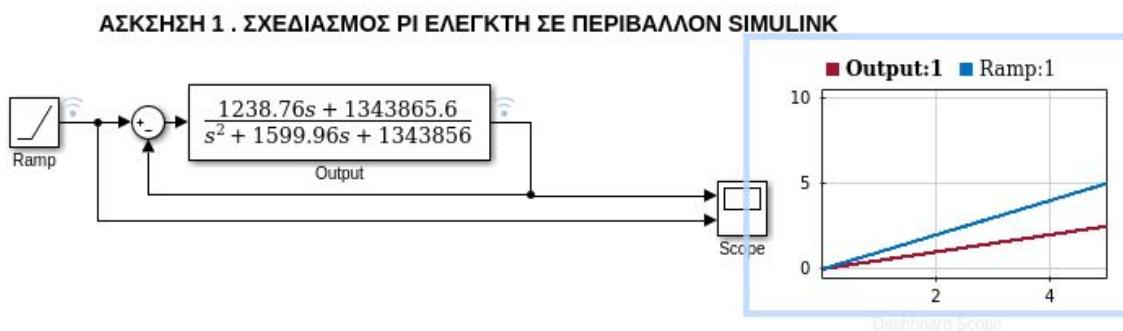 ΑΣΚΣΗΣΗ 1 . ΣΧΕΔΙΑΣΜΟΣ PI ΕΛΕΓΚΤΗ ΣΕ ΠΕΡΙΒΑΛΛΟΝ SIMULINK
Output:1 Ramp:1
1238.76s + 1343865.6
s² + 1599.96s + 1343856
+
-
Ramp
Output
Scope
10
5
0
2 4
Dashboard Scope